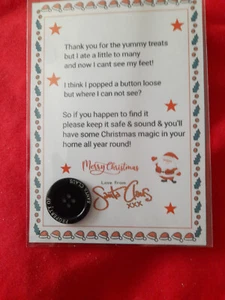 Thank you for the yummy treats
but I ate a little to many
and now I cant see my feet!
I think I popped a button loose
but where I can not see?
So if you happen to find it
please keep it safe & sound & you'll
have some Christmas magic in your
home all year round!
Merry Christmas
Love from
Santa Claus
xxx